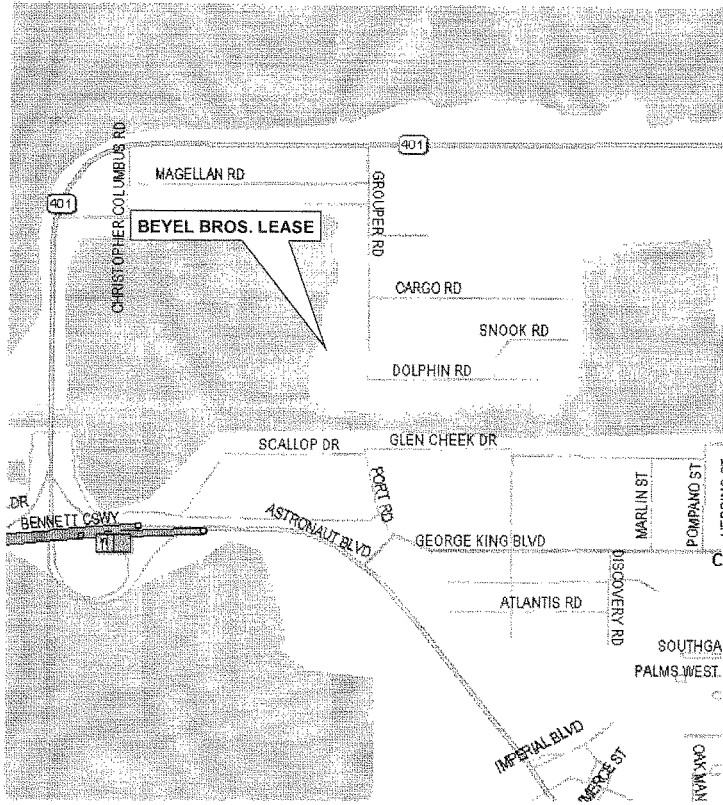 401
MAGELLAN RD
401
CHRISTOPHER COLUMBUS RD
BEYEL BROS. LEASE
GROUPER RD
CARGO RD
SNOOK RD
DOLPHIN RD
SCALLOP DR
GLEN CHEEK DR
PORT RD
MARLIN ST
POMPANO ST
DR
BENNETT CSWY
ASTRONAUT BLVD
GEORGE KING BLVD
C
DISCOVERY RD
ATLANTIS RD
SOUTHGA
PALMS WEST
IMPERIAL BLVD
MERCE ST
OAK MAN